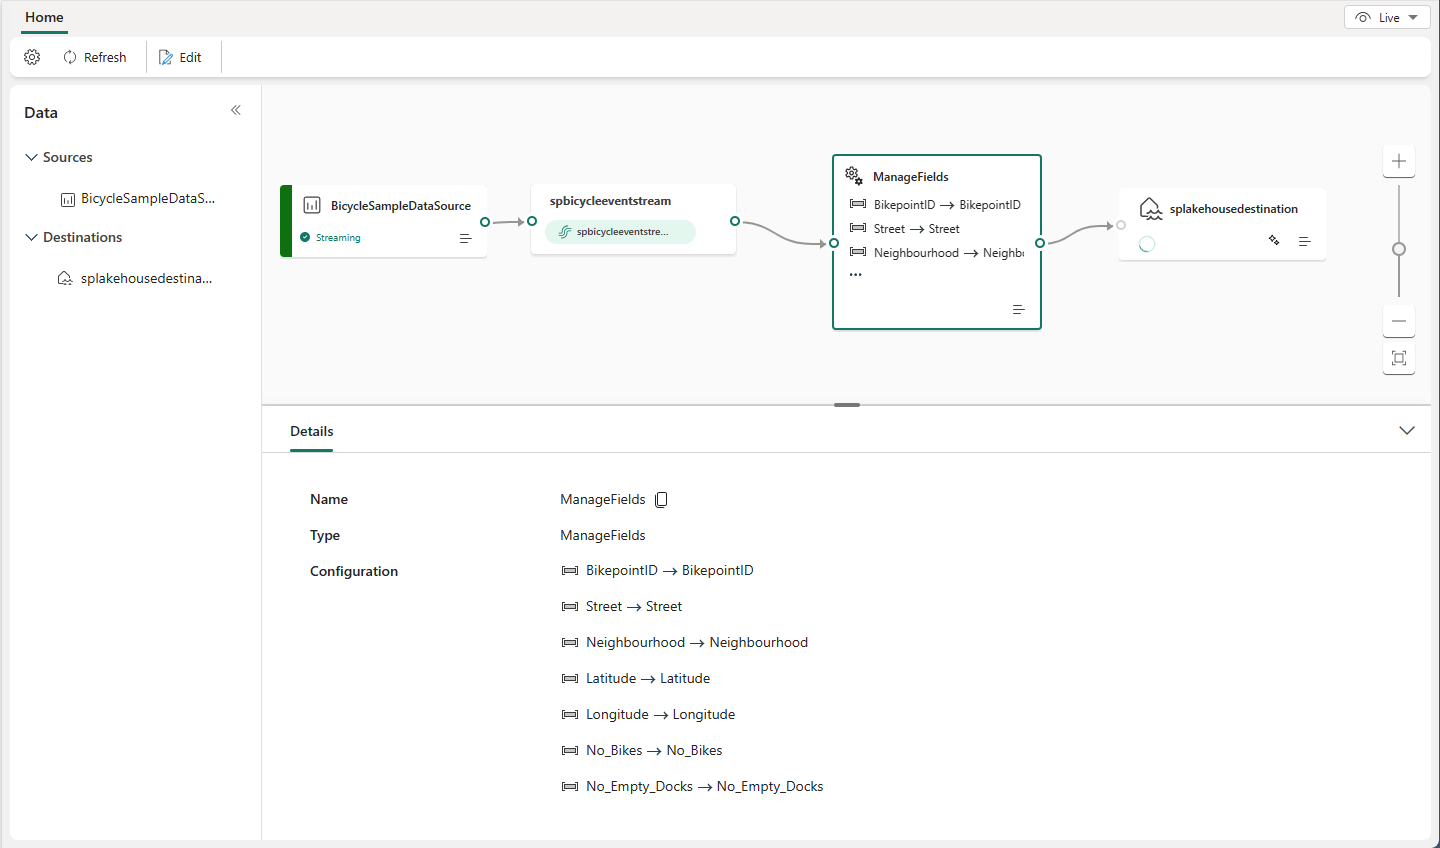 Home
Live
Refresh
Edit
Data
Sources
BicycleSampleDataS...
Destinations
splakehousedestina...
BicycleSampleDataSource
Streaming
spbicycleeventstream
spbicycleeventstre...
ManageFields
BikepointID → BikepointID
Street → Street
Neighbourhood → Neighb
...
splakehousedestination
Details
Name
ManageFields
Type
ManageFields
Configuration
BikepointID → BikepointID
Street → Street
Neighbourhood → Neighbourhood
Latitude → Latitude
Longitude → Longitude
No_Bikes → No_Bikes
No_Empty_Docks → No_Empty_Docks